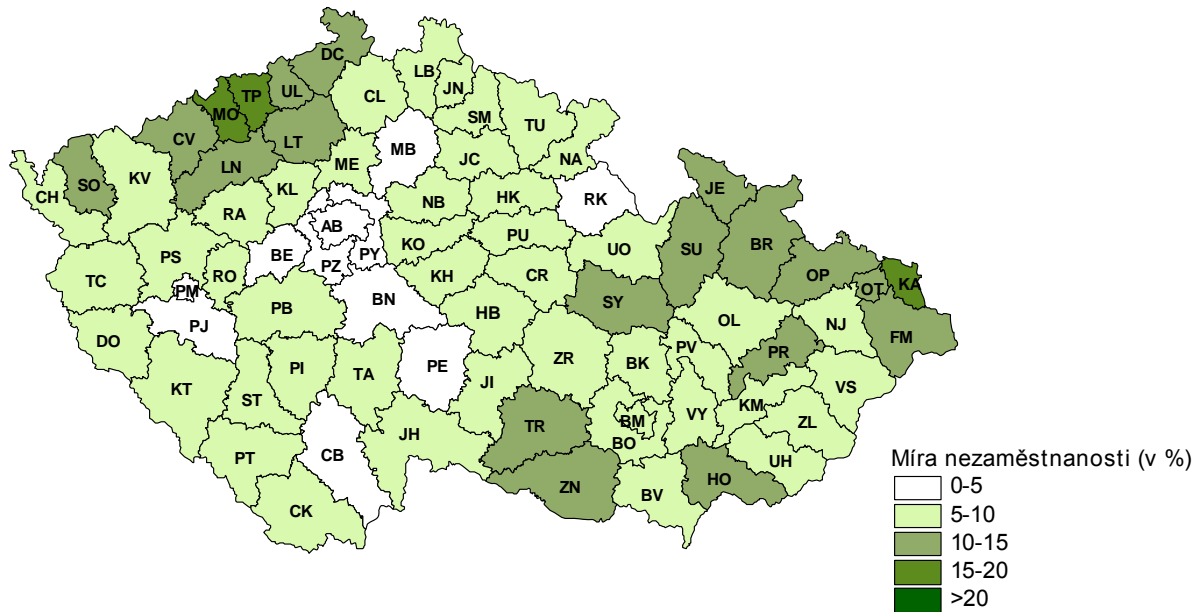 DC
LB
JN
UL
TP
MO
CL
SM
TU
CV
LT
MB
JC
NA
LN
ME
SO
KV
KL
CH
RA
NB
HK
RK
JE
AB
PU
BE
PZ
PY
KO
UO
SU
BR
PS
RO
KH
CR
OP
TC
PM
BN
OT
KA
PB
SY
HB
OL
PJ
NJ
FM
DO
PE
ZR
BK
PV
PR
KT
PI
TA
JI
VS
ST
KM
TR
BM
VY
ZL
JH
BO
CB
UH
PT
ZN
BV
HO
CK
Míra nezaměstnanosti (v %)
0-5
5-10
10-15
15-20
>20